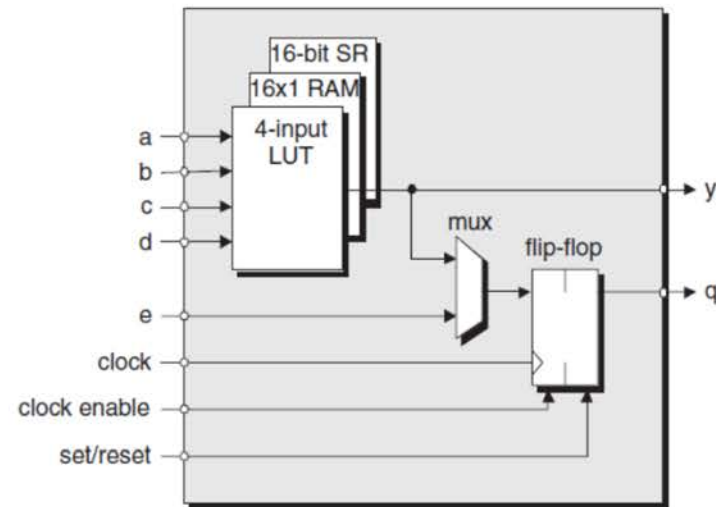 16-bit SR
16x1 RAM
4-input
LUT
a
b
c
d
e
clock
clock enable
set/reset
mux
flip-flop
y
q